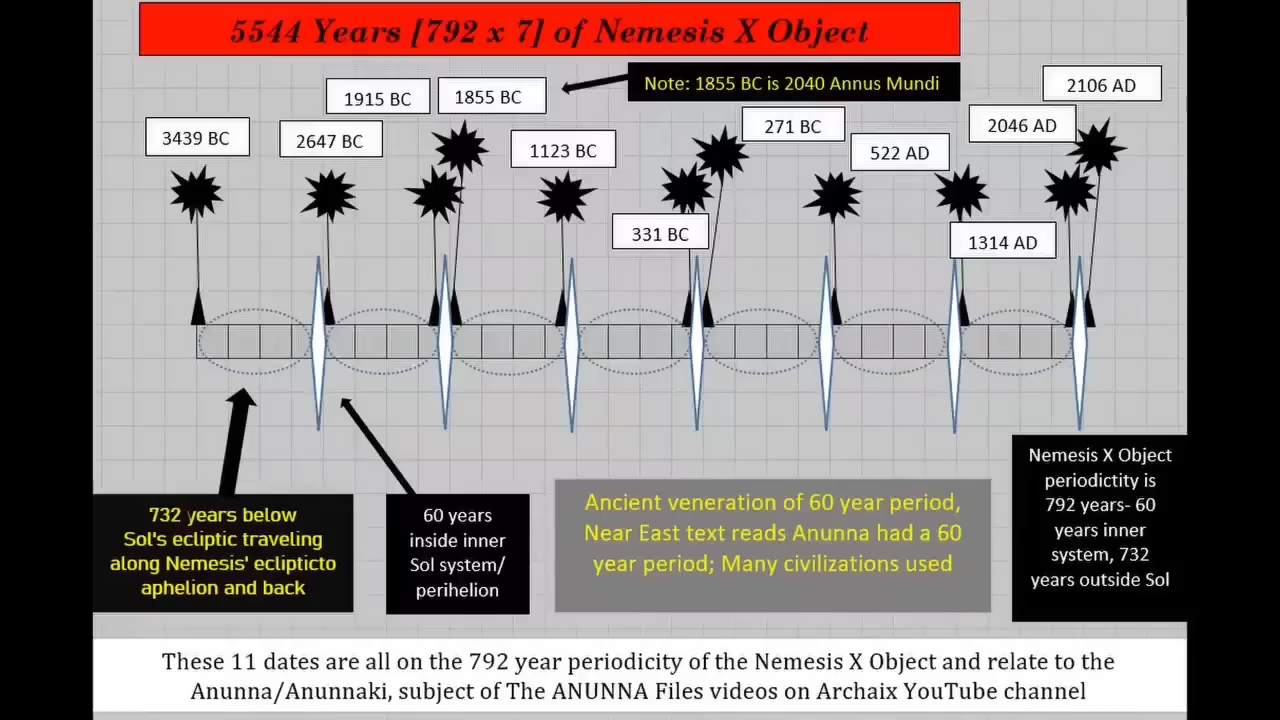 5544 Years [792 x 7] of Nemesis X Object
Note: 1855 BC is 2040 Annus Mundi
3439 BC
2647 BC
1915 BC
1855 BC
1123 BC
331 BC
271 BC
522 AD
1314 AD
2046 AD
2106 AD
732 years below
Sol's ecliptic traveling
along Nemesis' eclipticto
aphelion and back
60 years
inside inner
Sol system/
perihelion
Ancient veneration of 60 year period,
Near East text reads Anunna had a 60
year period; Many civilizations used
Nemesis X Object
periodictity is
792 years- 60
years inner
system, 732
years outside Sol
These 11 dates are all on the 792 year periodicity of the Nemesis X Object and relate to the
Anunna/Anunnaki, subject of The ANUNNA Files videos on Archaix YouTube channel